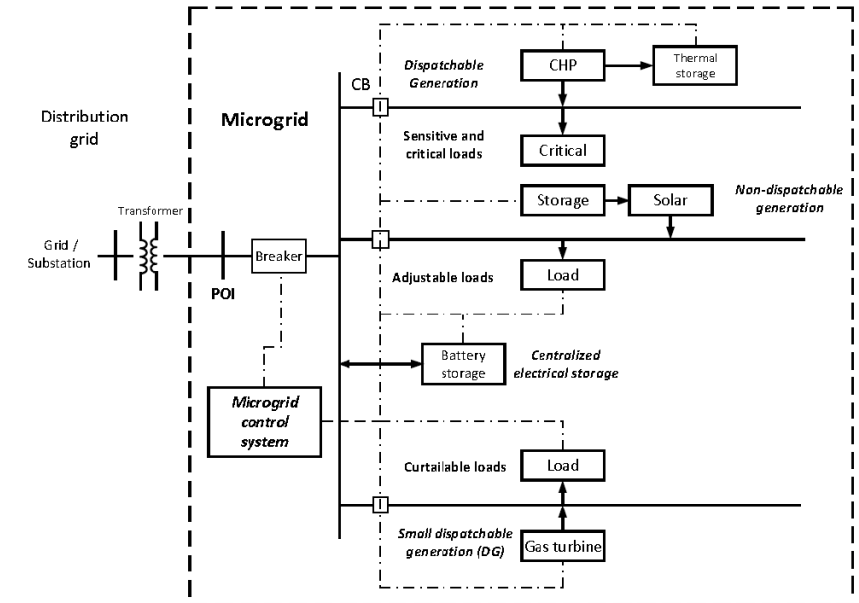 Distribution
grid
Microgrid
Transformer
Grid /
Substation
POI
Breaker
Microgrid
control
system
CB
Dispatchable
Generation
CHP
Thermal
storage
Sensitive and
critical loads
Critical
Storage
Solar
Non-dispatchable
generation
Adjustable loads
Load
Battery
storage
Centralized
electrical storage
Curtailable loads
Load
Small dispatchable
generation (DG)
Gas turbine